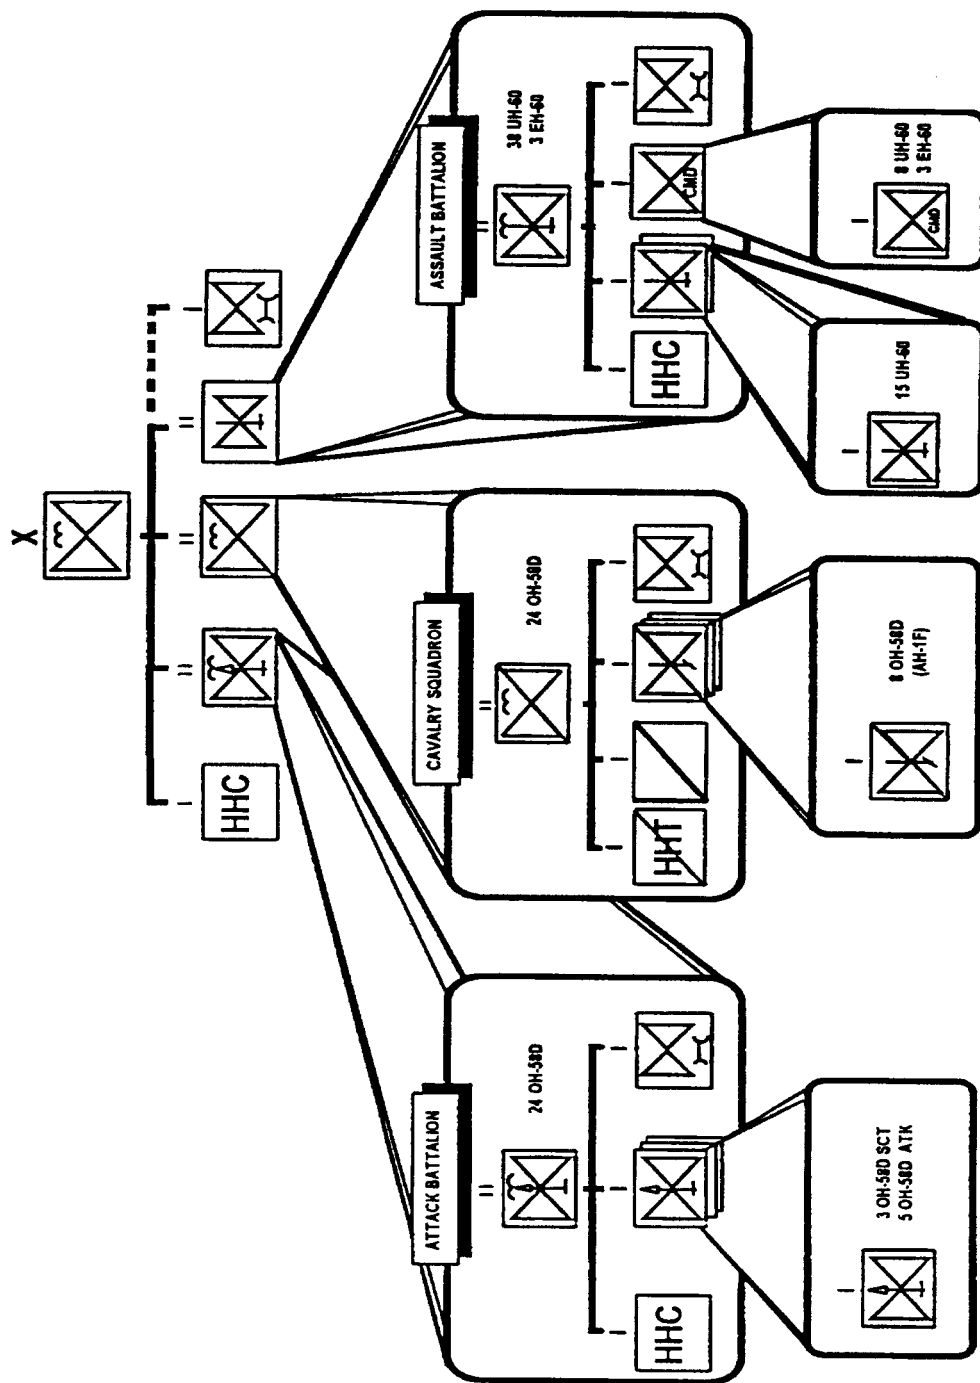 X
HHC
ATTACK BATTALION
24 OH-58D
HHC
3 OH-58D SCT
5 OH-58D ATK
CAVALRY SQUADRON
24 OH-58D
HHT
8 OH-58D
(AH-1F)
ASSAULT BATTALION
38 UH-60
3 EH-60
HHC
CMD
15 UH-60
8 UH-60
3 EH-60
CMD